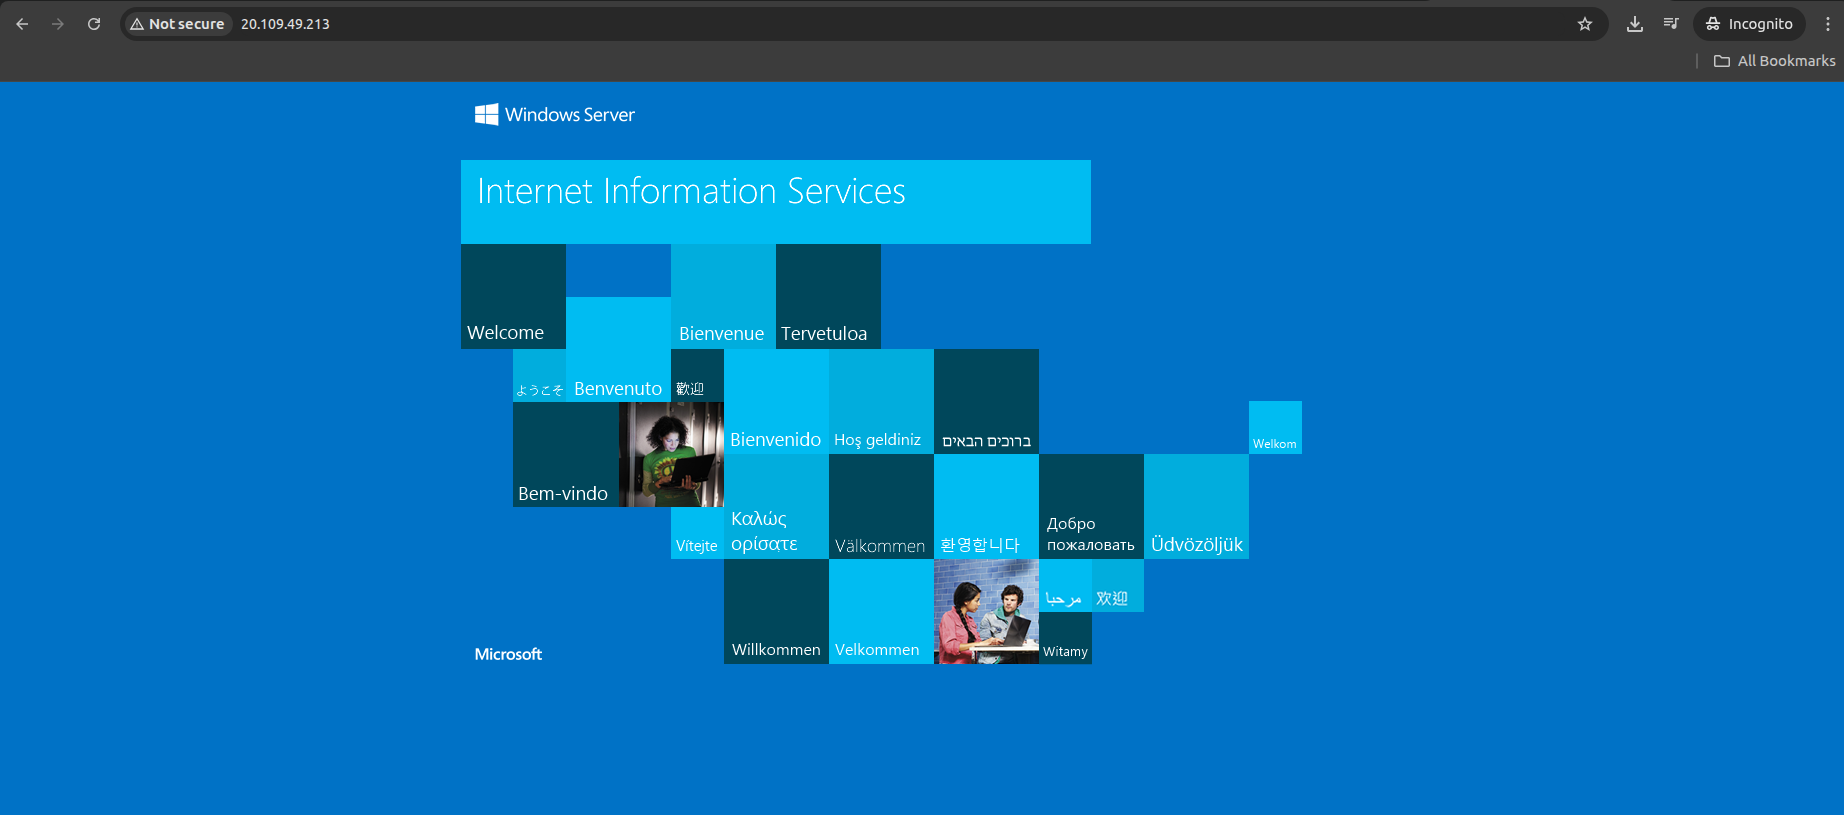 Not secure
20.109.49.213
Incognito
All Bookmarks
Windows Server
Internet Information Services
Welcome
Bienvenue
Tervetuloa
ようこそ
Benvenuto
歡迎
Bienvenido
Hoş geldiniz
ברוכים הבאים
Welkom
Bem-vindo
Vítejte
Καλώς
ορίσατε
Välkommen
환영합니다
Добро
пожаловать
Üdvözöljük
Willkommen
Velkommen
مرحبا
欢迎
Witamy
Microsoft